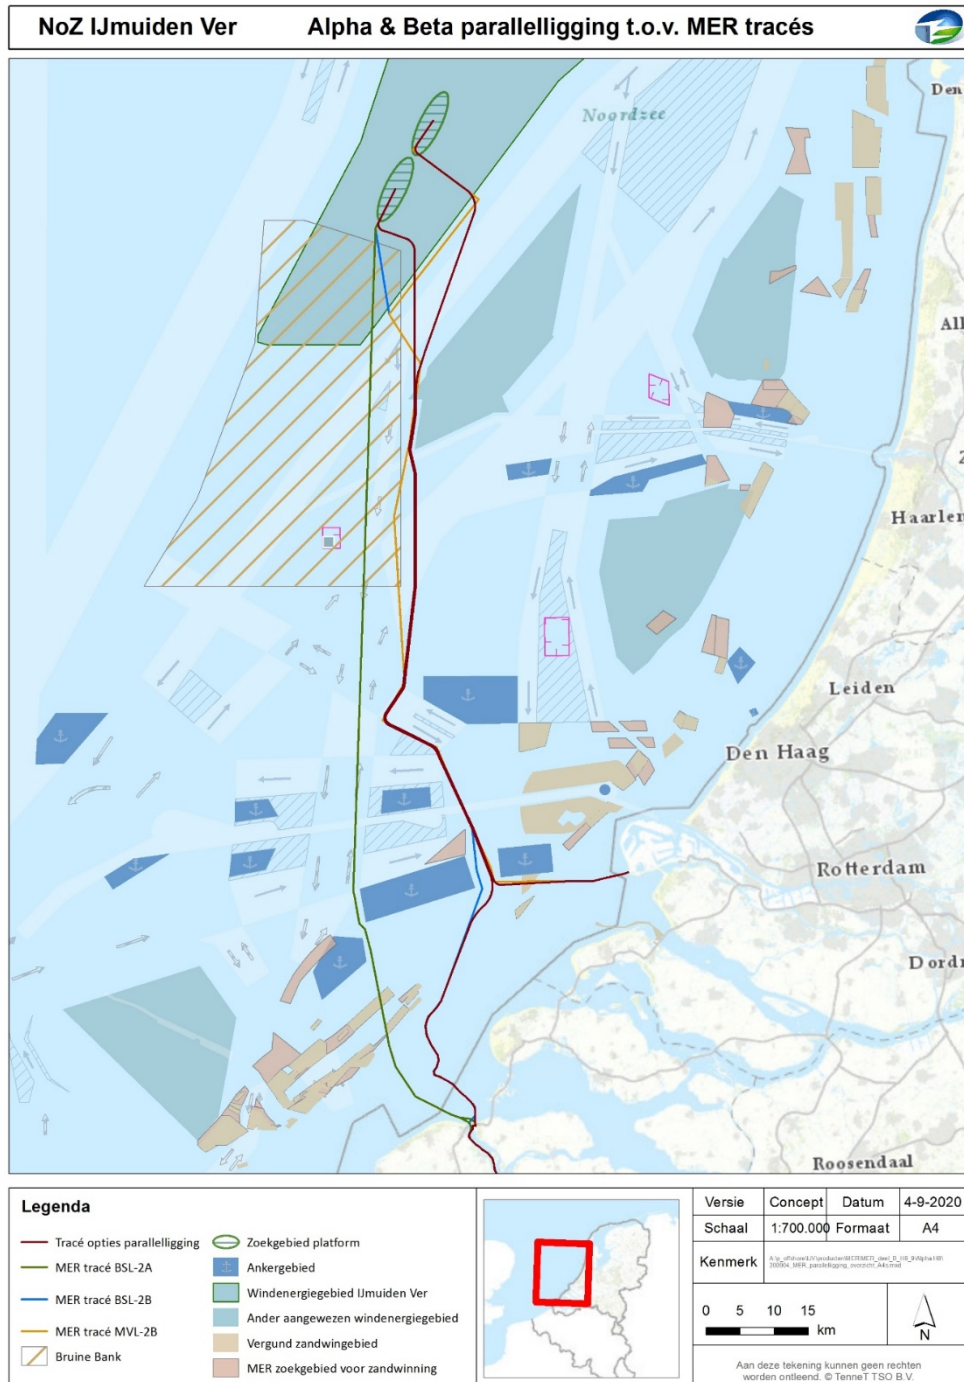 NoZ IJmuiden Ver Alpha & Beta parallelligging t.o.v. MER tracés
Noordzee
Den
Haarlem
Leiden
Den Haag
Rotterdam
Roosendaal
Legenda
Tracé opties parallelligging
MER tracé BSL-2A
MER tracé BSL-2B
MER tracé MVL-2B
Bruine Bank
Zoekgebied platform
Ankergebied
Windenergiegebied IJmuiden Ver
Ander aangewezen windenergiegebied
Vergund zandwingebied
MER zoekgebied voor zandwinning
Versie Concept Datum 4-9-2020
Schaal 1:700.000 Formaat A4
Kenmerk
0 5 10 15
km
N
Aan deze tekening kunnen geen rechten
worden ontleend. © TenneT TSO B.V.